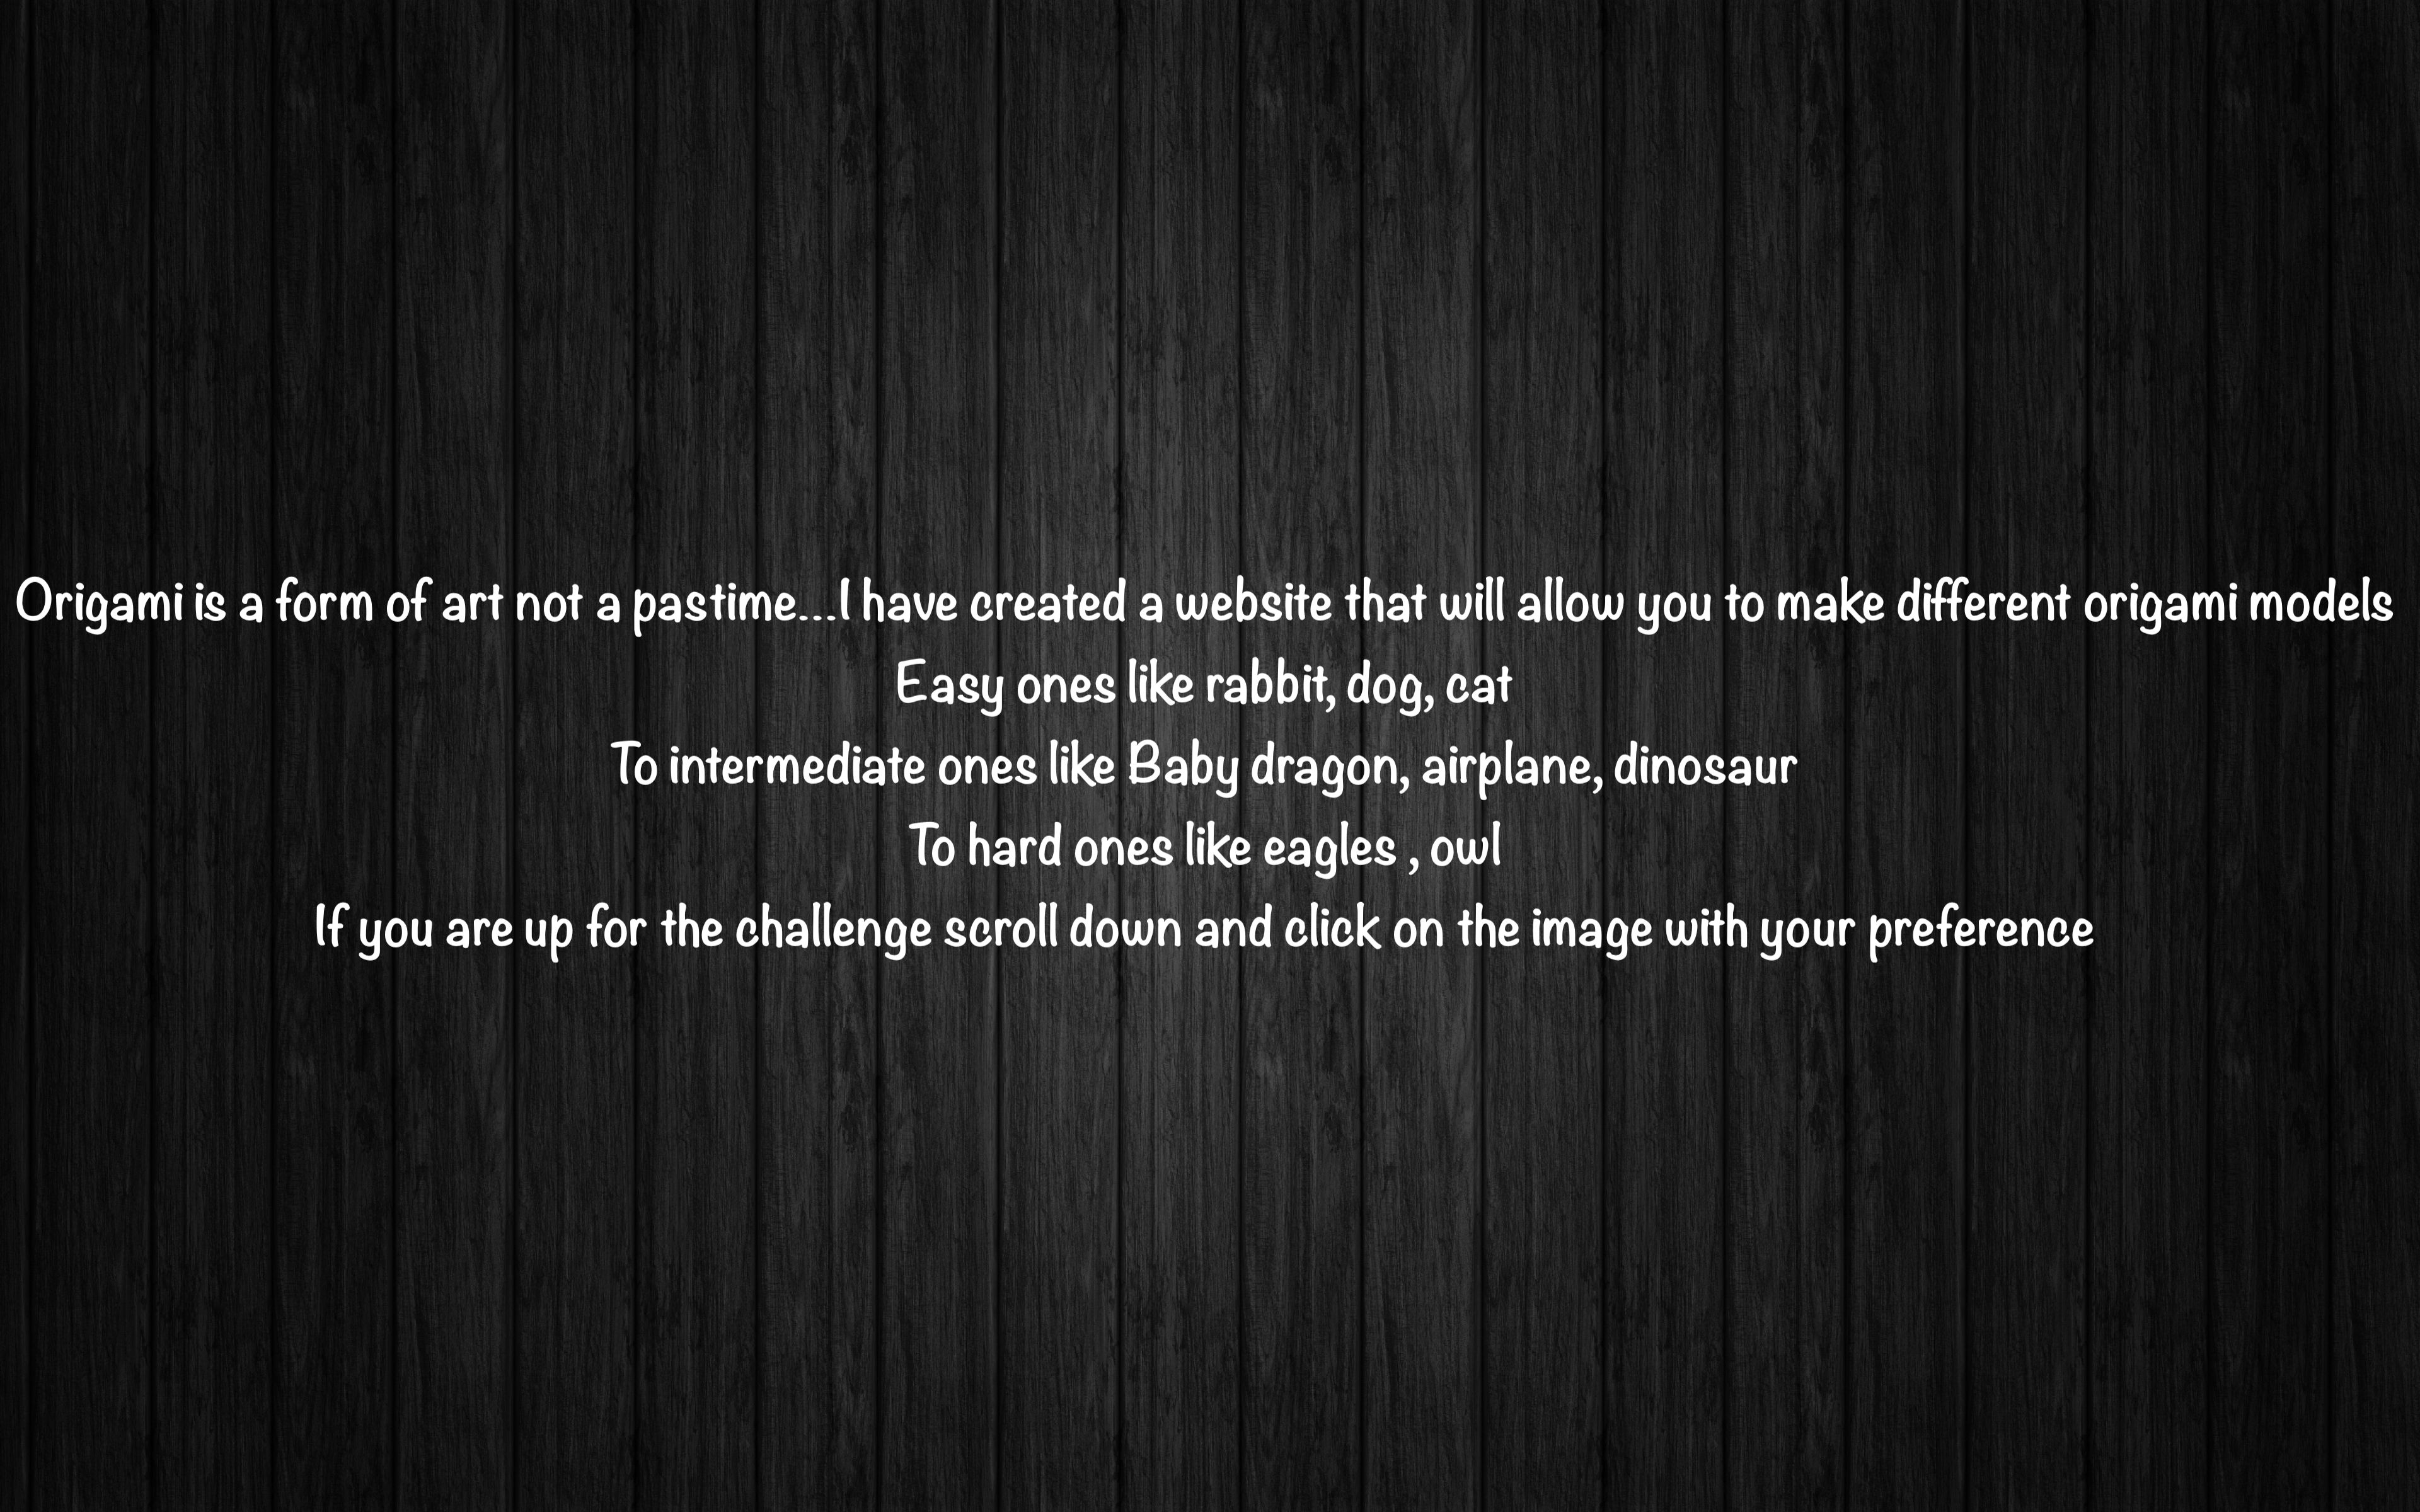 Origami is a form of art not a pastime...I have created a website that will allow you to make different origami models
Easy ones like rabbit, dog, cat
To intermediate ones like Baby dragon, airplane, dinosaur
To hard ones like eagles , owl
If you are up for the challenge scroll down and click on the image with your preference